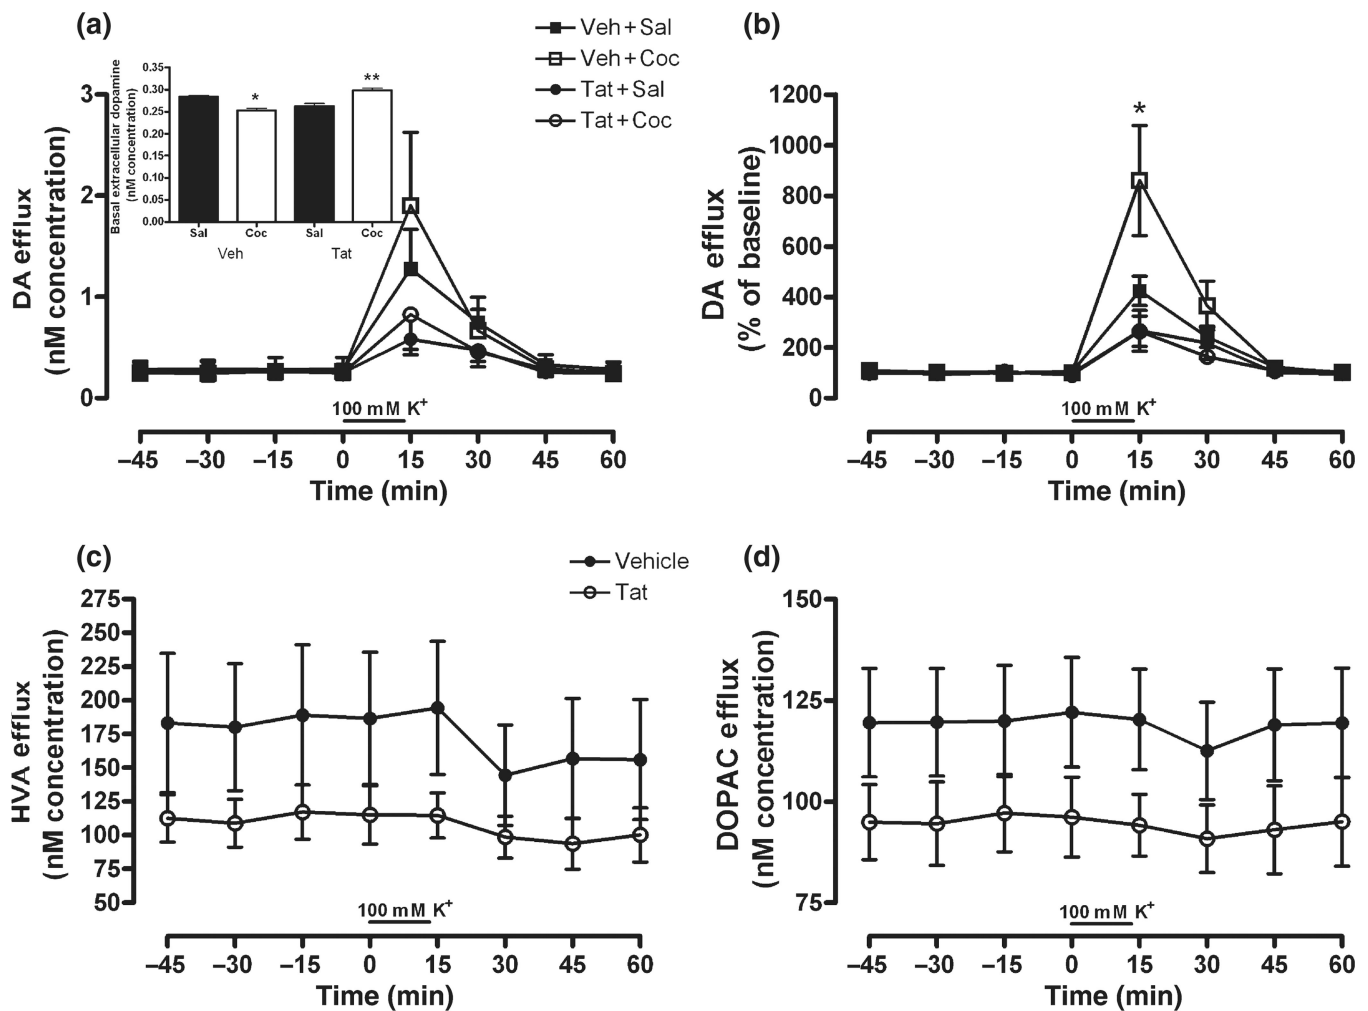 (a)
Veh + Sal
Veh + Coc
Tat + Sal
Tat + Coc
DA efflux
(nM concentration)
3
2
1
0
Basal extracellular dopamine
(nM concentration)
0.35
0.30
0.25
0.30
0.15
0.10
0.05
0.00
*
**
Sal
Coc
Sal
Coc
Veh
Tat
100 mM K+
–45
–30
–15
0
15
30
45
60
Time (min)
(b)
DA efflux
(% of baseline)
1200
1000
800
600
400
200
0
*
100 mM K+
–45
–30
–15
0
15
30
45
60
Time (min)
(c)
Vehicle
Tat
HVA efflux
(nM concentration)
275
250
225
200
175
150
125
100
75
50
100 mM K+
–45
–30
–15
0
15
30
45
60
Time (min)
(d)
DOPAC efflux
(nM concentration)
150
125
100
75
100 mM K+
–45
–30
–15
0
15
30
45
60
Time (min)